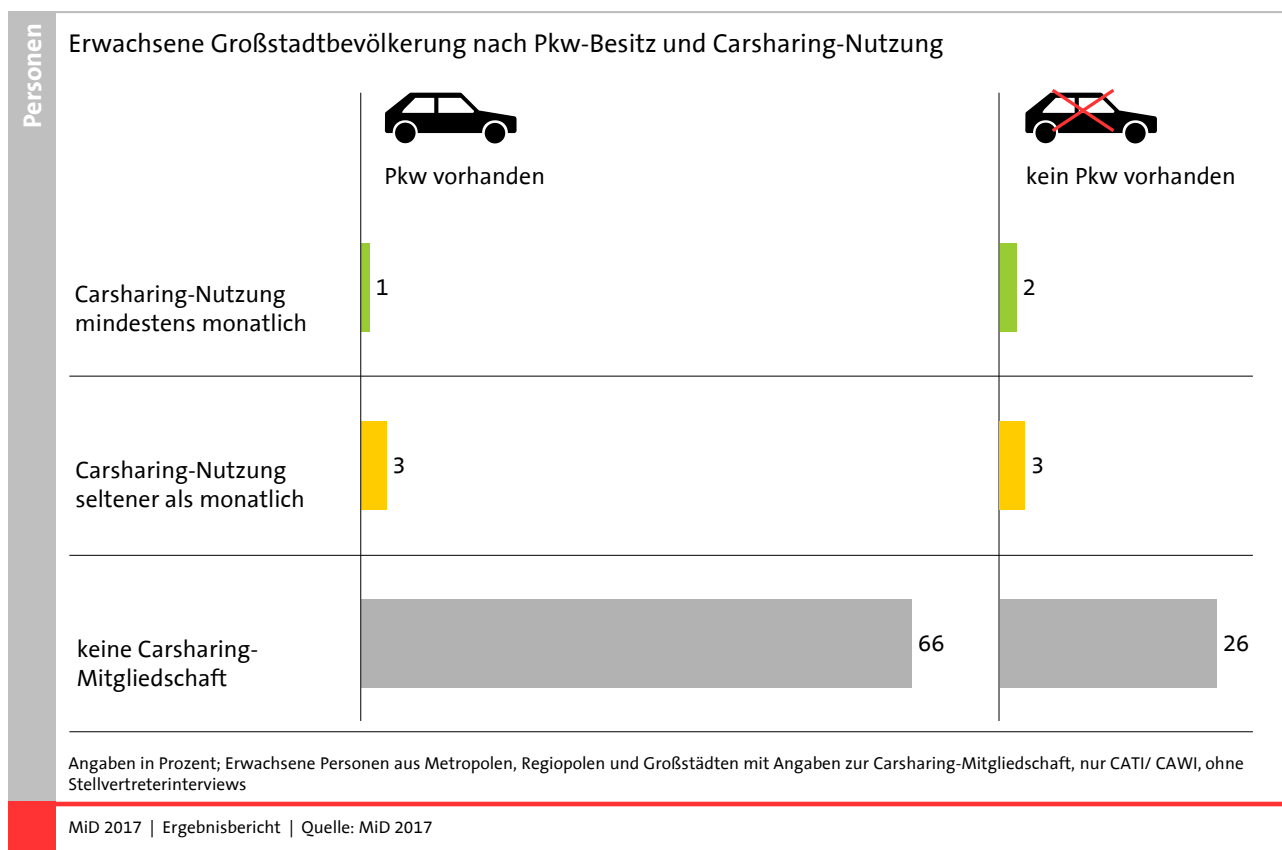 Personen
Erwachsene Großstadtbevölkerung nach Pkw-Besitz und Carsharing-Nutzung
Pkw vorhanden
kein Pkw vorhanden
Carsharing-Nutzung
mindestens monatlich
1
2
Carsharing-Nutzung
seltener als monatlich
3
3
keine Carsharing-
Mitgliedschaft
66
26
Angaben in Prozent; Erwachsene Personen aus Metropolen, Regiopolen und Großstädten mit Angaben zur Carsharing-Mitgliedschaft, nur CATI/ CAWI, ohne
Stellvertreterinterviews
MiD 2017 | Ergebnisbericht | Quelle: MiD 2017